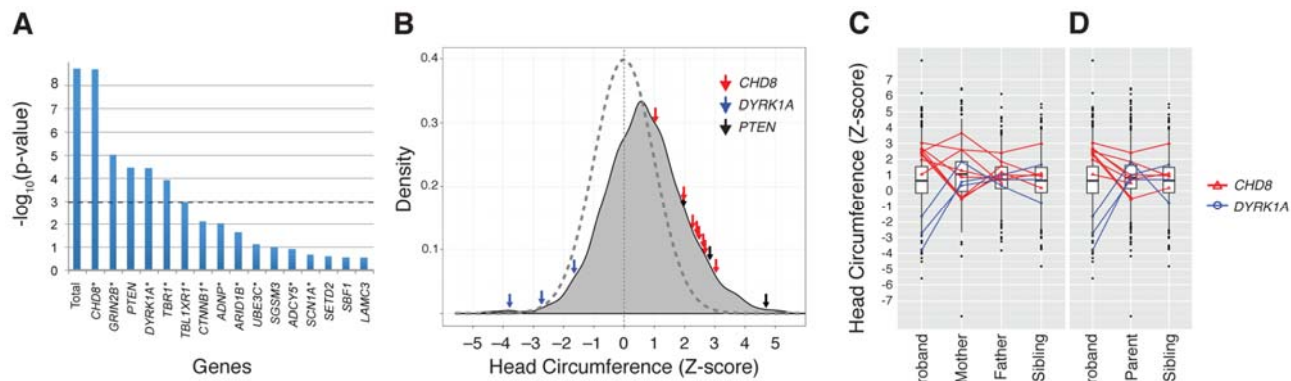 A
B
C
D
-log10(p-value)
8
7
6
5
4
3
2
1
0
Total
CHD8*
GRIN2B*
PTEN
DYRK1A*
TBR1*
TBL1XR1*
CTNNB1*
ADNP*
ARID1B*
UBE3C*
SGSM3
ADCY5*
SCN1A*
SETD2
SBF1
LAMC3
Genes
Density
0.4
0.3
0.2
0.1
CHD8
DYRK1A
PTEN
−5 −4 −3 −2 −1 0 1 2 3 4 5
Head Circumference (Z-score)
Head Circumference (Z-score)
7
6
5
4
3
2
1
0
-1
-2
-3
-4
-5
-6
-7
roband
Mother
Father
Sibling
roband
Parent
Sibling
CHD8
DYRK1A